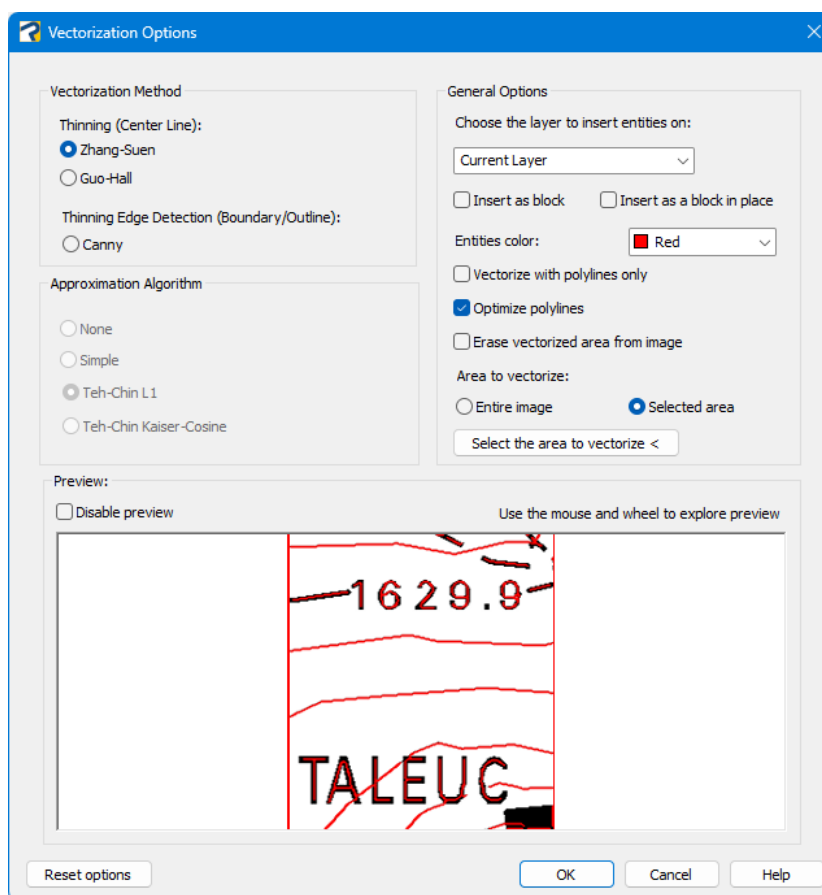 Vectorization Options
Vectorization Method
Thinning (Center Line):
Zhang-Suen
Guo-Hall
Thinning Edge Detection (Boundary/Outline):
Canny
Approximation Algorithm
None
Simple
Teh-Chin L1
Teh-Chin Kaiser-Cosine
General Options
Choose the layer to insert entities on:
Current Layer
Insert as block Insert as a block in place
Entities color: Red
Vectorize with polylines only
Optimize polylines
Erase vectorized area from image
Area to vectorize:
Entire image Selected area
Select the area to vectorize <
Preview:
Disable preview Use the mouse and wheel to explore preview
1629.9
TALEUC
Reset options OK Cancel Help